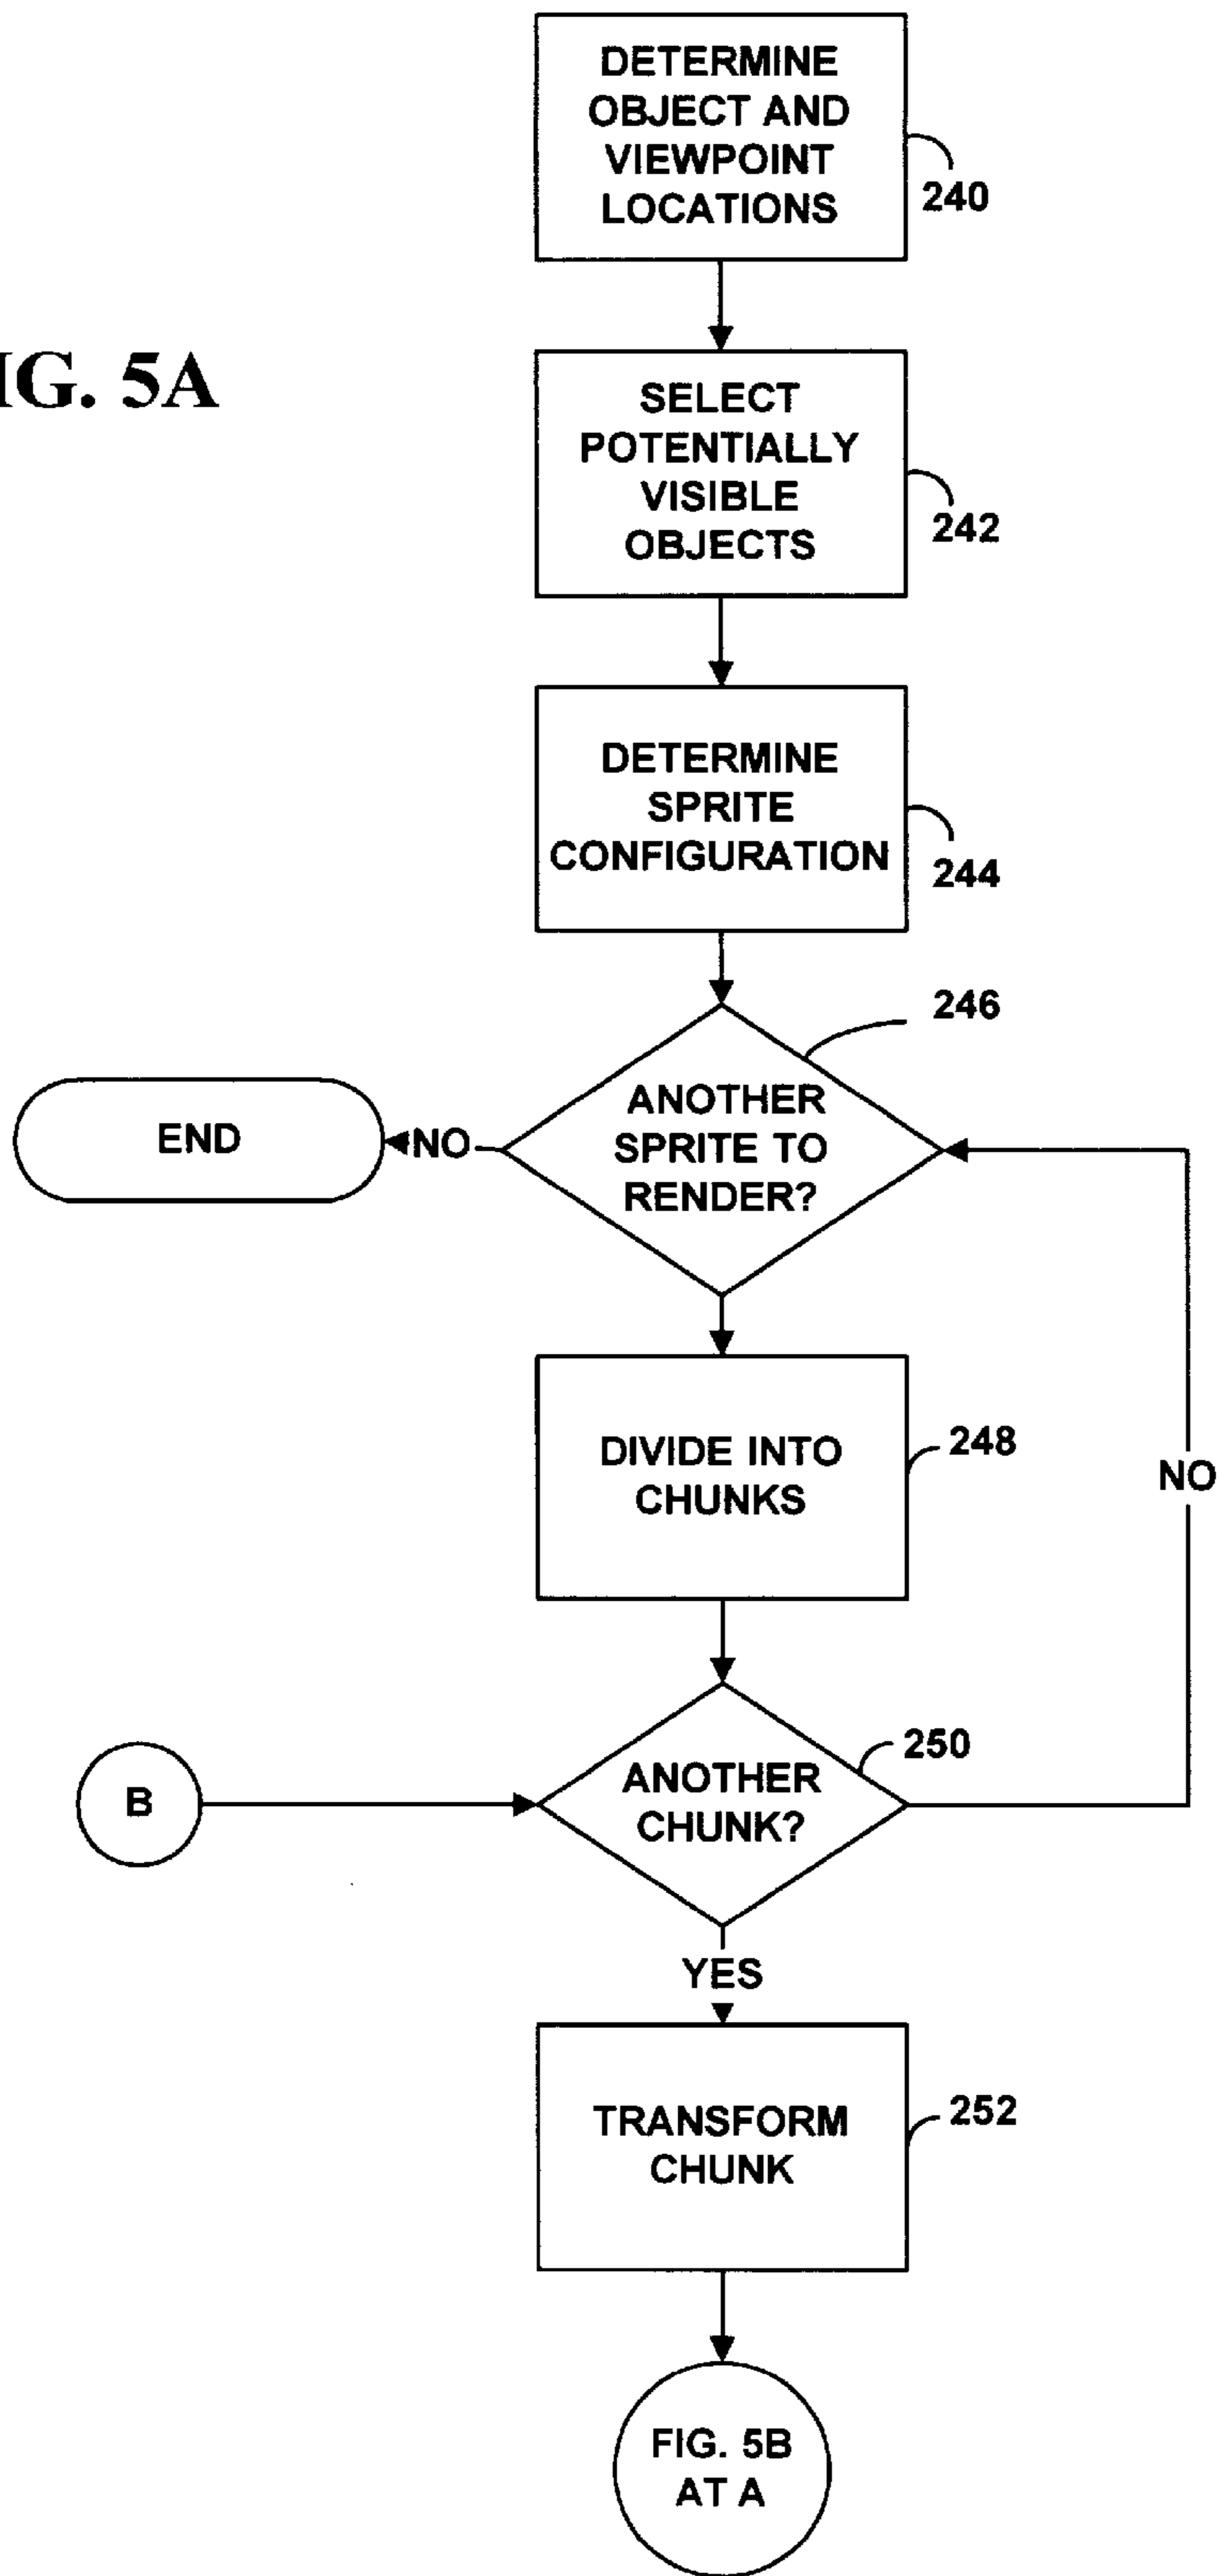 DETERMINE
OBJECT AND
VIEWPOINT
LOCATIONS
240
IG. 5A
SELECT
POTENTIALLY
VISIBLE
OBJECTS
242
DETERMINE
SPRITE
CONFIGURATION
244
246
ANOTHER
SPRITE TO
RENDER?
NO
END
DIVIDE INTO
CHUNKS
248
NO
B
ANOTHER
CHUNK?
250
YES
TRANSFORM
CHUNK
252
FIG. 5B
AT A